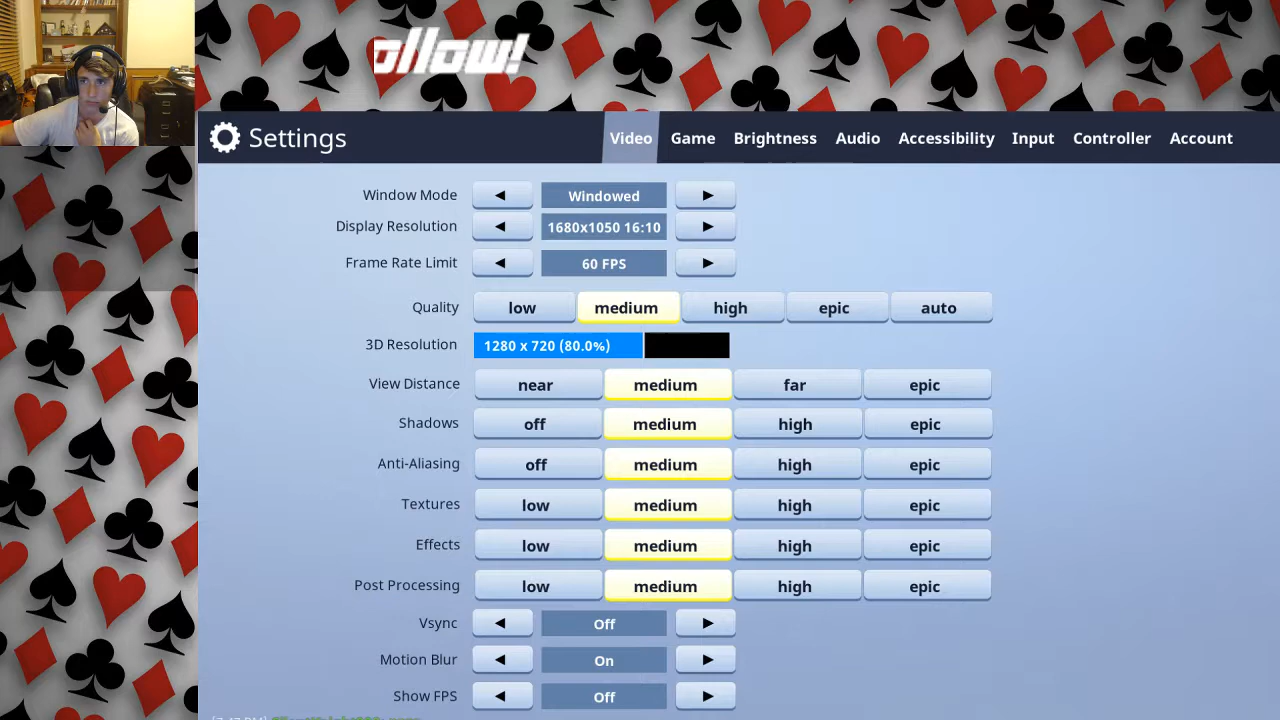 ollow!
Settings Video Game Brightness Audio Accessibility Input Controller Account
Window Mode ◄ Windowed ►
Display Resolution ◄ 1680x1050 16:10 ►
Frame Rate Limit ◄ 60 FPS ►
Quality low medium high epic auto
3D Resolution 1280 x 720 (80.0%)
View Distance near medium far epic
Shadows off medium high epic
Anti-Aliasing off medium high epic
Textures low medium high epic
Effects low medium high epic
Post Processing low medium high epic
Vsync ◄ Off ►
Motion Blur ◄ On ►
Show FPS ◄ Off ►